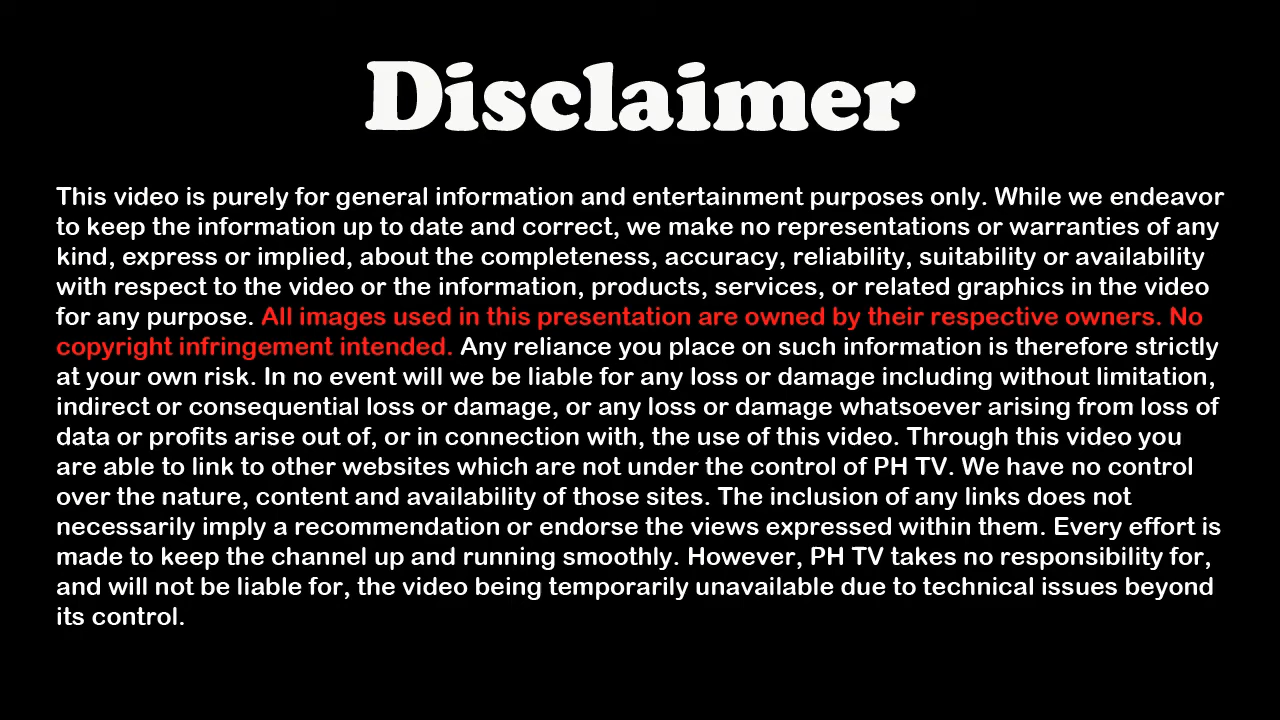 Disclaimer
This video is purely for general information and entertainment purposes only. While we endeavor
to keep the information up to date and correct, we make no representations or warranties of any
kind, express or implied, about the completeness, accuracy, reliability, suitability or availability
with respect to the video or the information, products, services, or related graphics in the video
for any purpose. All images used in this presentation are owned by their respective owners. No
copyright infringement intended. Any reliance you place on such information is therefore strictly
at your own risk. In no event will we be liable for any loss or damage including without limitation,
indirect or consequential loss or damage, or any loss or damage whatsoever arising from loss of
data or profits arise out of, or in connection with, the use of this video. Through this video you
are able to link to other websites which are not under the control of PH TV. We have no control
over the nature, content and availability of those sites. The inclusion of any links does not
necessarily imply a recommendation or endorse the views expressed within them. Every effort is
made to keep the channel up and running smoothly. However, PH TV takes no responsibility for,
and will not be liable for, the video being temporarily unavailable due to technical issues beyond
its control.